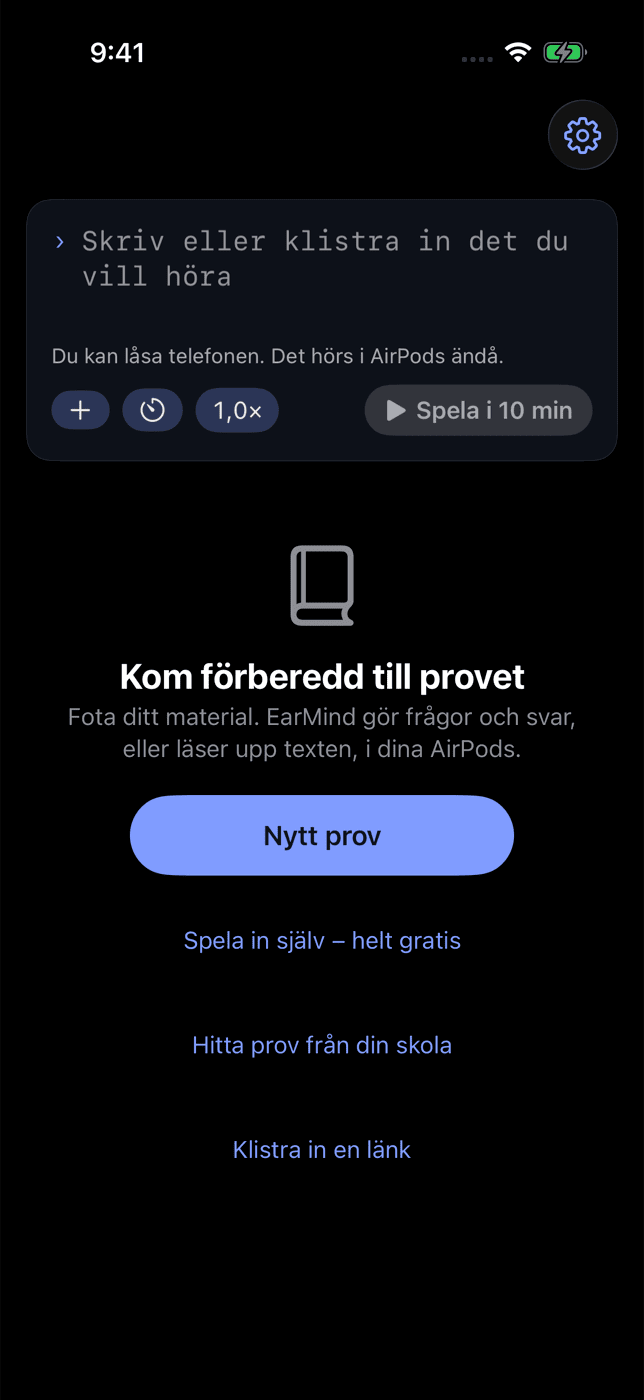 9:41
› Skriv eller klistra in det du
vill höra
Du kan låsa telefonen. Det hörs i AirPods ändå.
1,0×
Spela i 10 min
Kom förberedd till provet
Fota ditt material. EarMind gör frågor och svar,
eller läser upp texten, i dina AirPods.
Nytt prov
Spela in själv – helt gratis
Hitta prov från din skola
Klistra in en länk